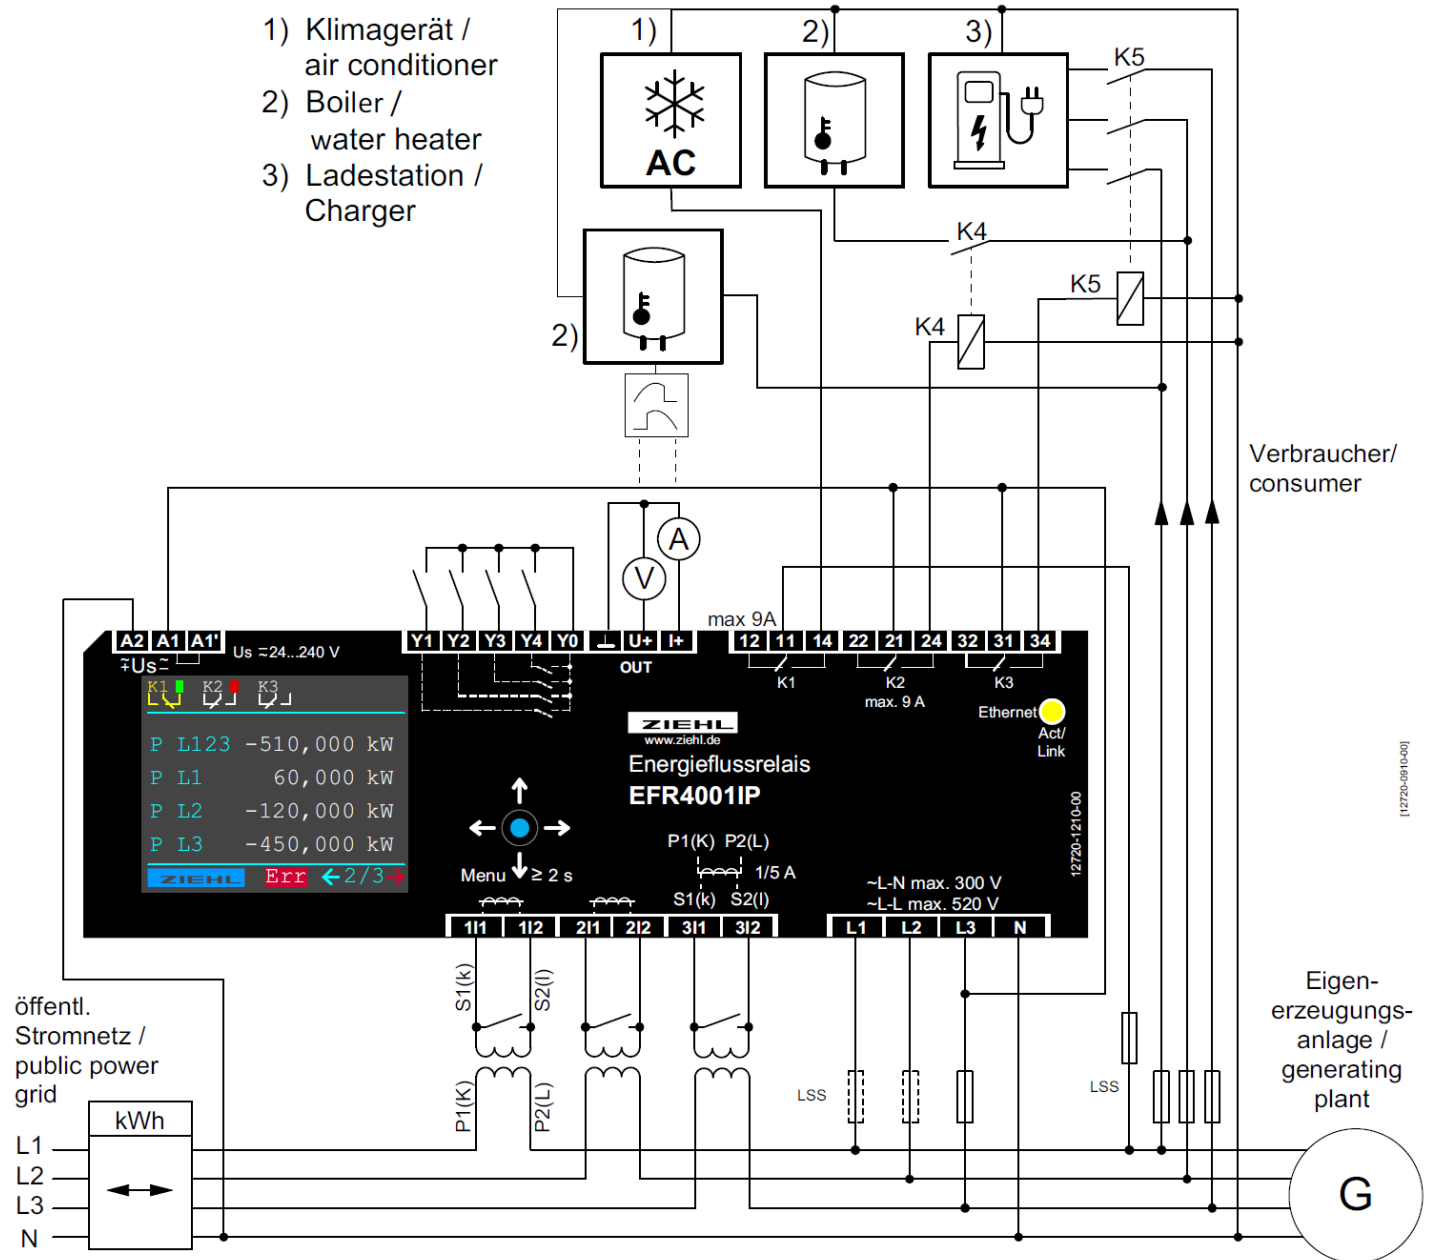 1) Klimagerät /
air conditioner
2) Boiler /
water heater
3) Ladestation /
Charger
1)
2)
3)
K5
AC
K4
K5
K4
2)
Verbraucher/
consumer
A
V
max 9A
A2 A1 A1'
Y1 Y2 Y3 Y4 Y0
U+ I+
12 11 14 22 21 24 32 31 34
Us
Us 24...240 V
OUT
K1
K2
K3
max. 9 A
K1 K2 K3
Ethernet
Act/
Link
ZIEHL
www.ziehl.de
P L123 -510,000 kW
P L1 60,000 kW
P L2 -120,000 kW
P L3 -450,000 kW
ZIEHL Err 2/3
Energieflussrelais
EFR4001IP
[12720-0910-00]
12720-1210-00
P1(K) P2(L)
1/5 A
S1(k) S2(l)
Menu ≥ 2 s
~L-N max. 300 V
~L-L max. 520 V
1I1 1I2 2I1 2I2 3I1 3I2
L1 L2 L3 N
S1(k)
S2(l)
P1(K)
P2(L)
LSS
LSS
öffentl.
Stromnetz /
public power
grid
kWh
L1
L2
L3
N
Eigen-
erzeugungs-
anlage /
generating
plant
G